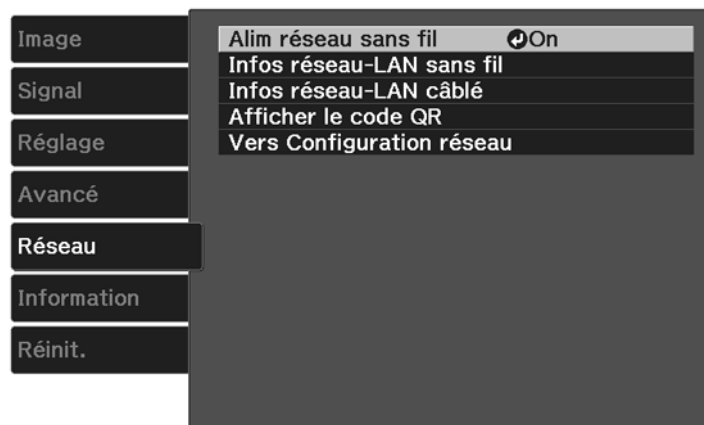 Image
Signal
Réglage
Avancé
Réseau
Information
Réinit.
Alim réseau sans fil On
Infos réseau-LAN sans fil
Infos réseau-LAN câblé
Afficher le code QR
Vers Configuration réseau